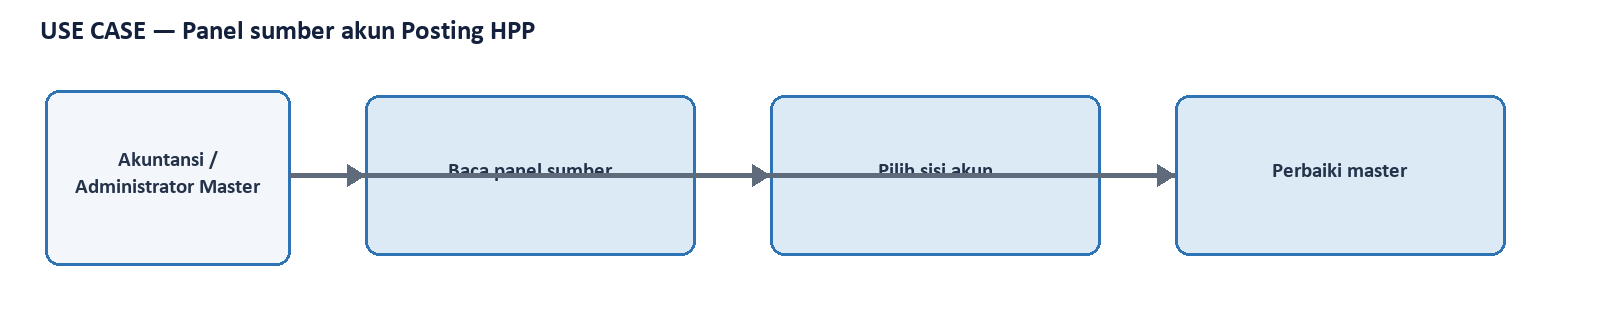 USE CASE — Panel sumber akun Posting HPP
Akuntansi /
Administrator Master
Baca panel sumber
Pilih sisi akun
Perbaiki master